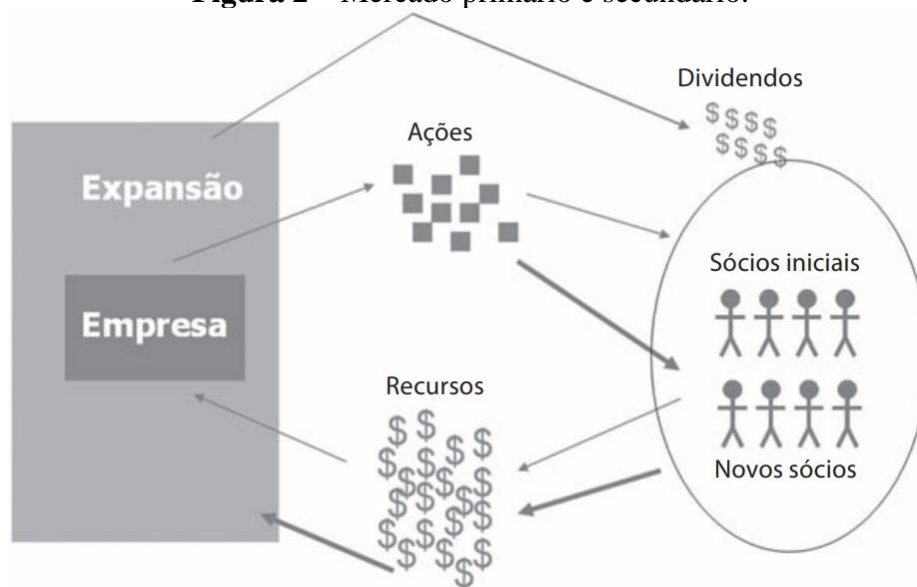 Figura 2 – Mercado primário e secundário.
Dividendos
$ $ $ $
$ $ $ $
Ações
Expansão
Sócios iniciais
Empresa
Recursos
Novos sócios